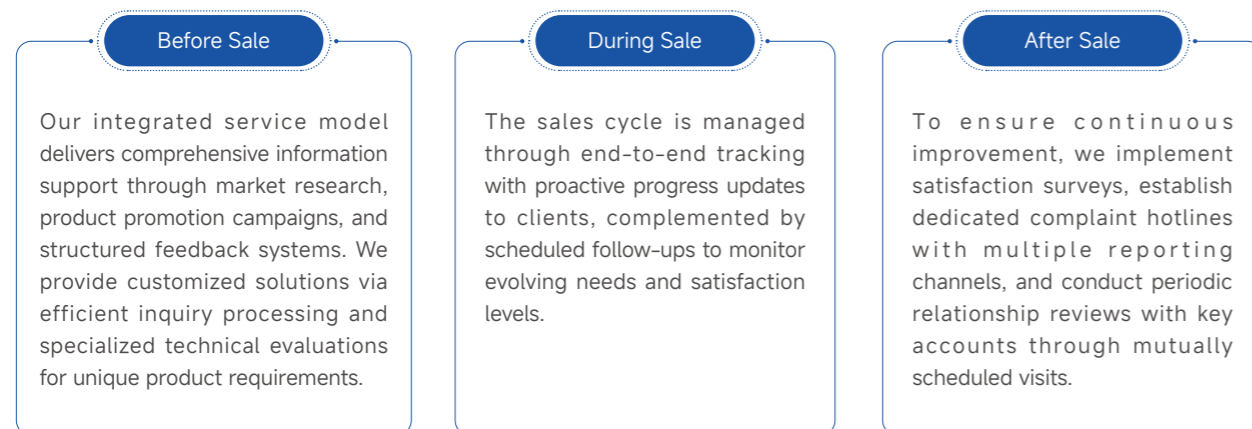 Before Sale
Our integrated service model
delivers comprehensive information
support through market research,
product promotion campaigns, and
structured feedback systems. We
provide customized solutions via
efficient inquiry processing and
specialized technical evaluations
for unique product requirements.
During Sale
The sales cycle is managed
through end-to-end tracking
with proactive progress updates
to clients, complemented by
scheduled follow-ups to monitor
evolving needs and satisfaction
levels.
After Sale
To ensure continuous
improvement, we implement
satisfaction surveys, establish
dedicated complaint hotlines
with multiple reporting
channels, and conduct periodic
relationship reviews with key
accounts through mutually
scheduled visits.